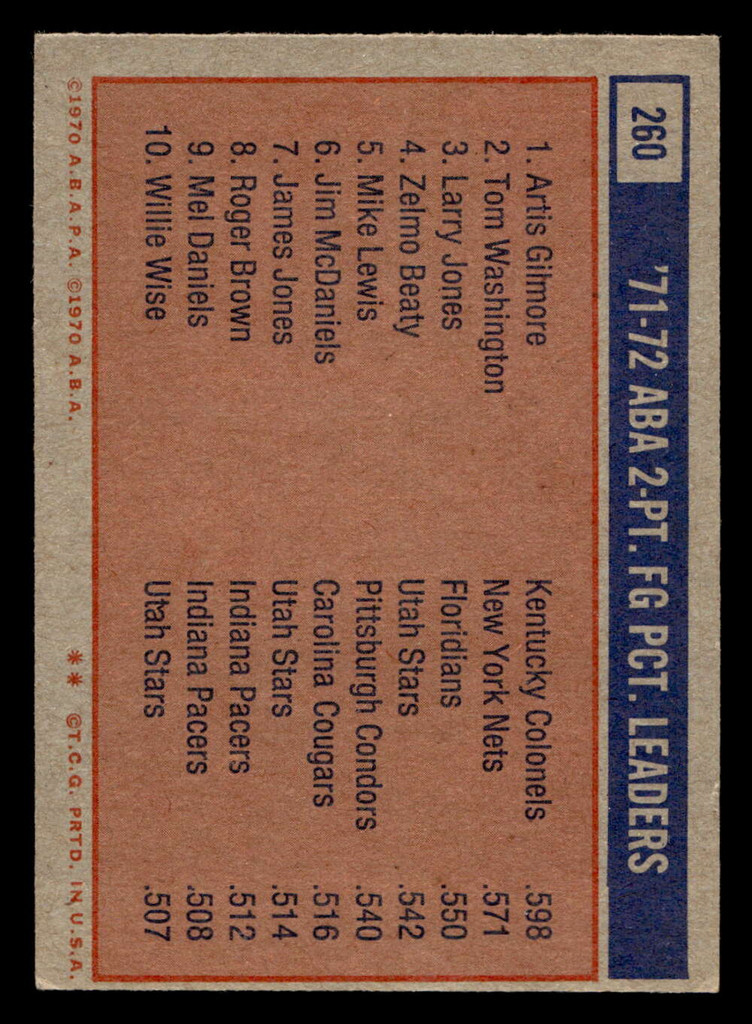 260 '71-72 ABA 2-PT. FG PCT. LEADERS
1. Artis Gilmore Kentucky Colonels .598
2. Tom Washington New York Nets .571
3. Larry Jones Floridians .550
4. Zelmo Beaty Utah Stars .542
5. Mike Lewis Pittsburgh Condors .540
6. Jim McDaniels Carolina Cougars .516
7. James Jones Utah Stars .514
8. Roger Brown Indiana Pacers .512
9. Mel Daniels Indiana Pacers .508
10. Willie Wise Utah Stars .507
©1970 A.B.A.P.A. ©1970 A.B.A. ** ©T.C.G. PRTD. IN U.S.A.